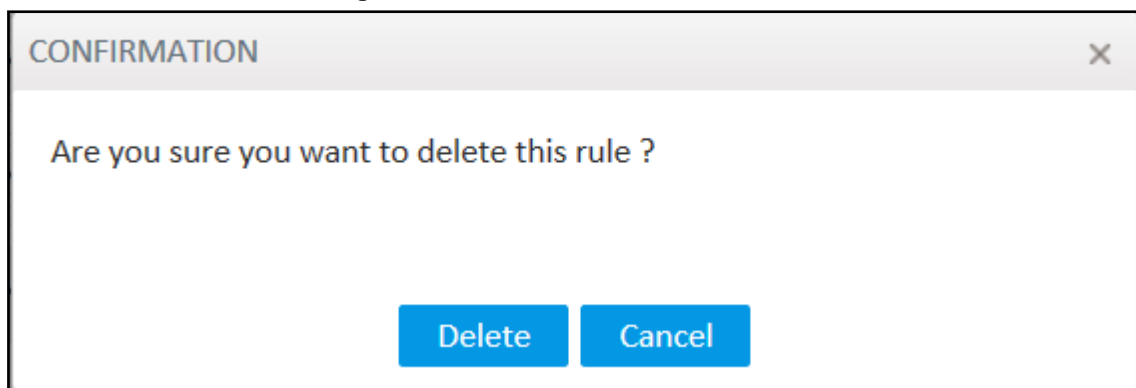 CONFIRMATION
Are you sure you want to delete this rule ?
Delete Cancel